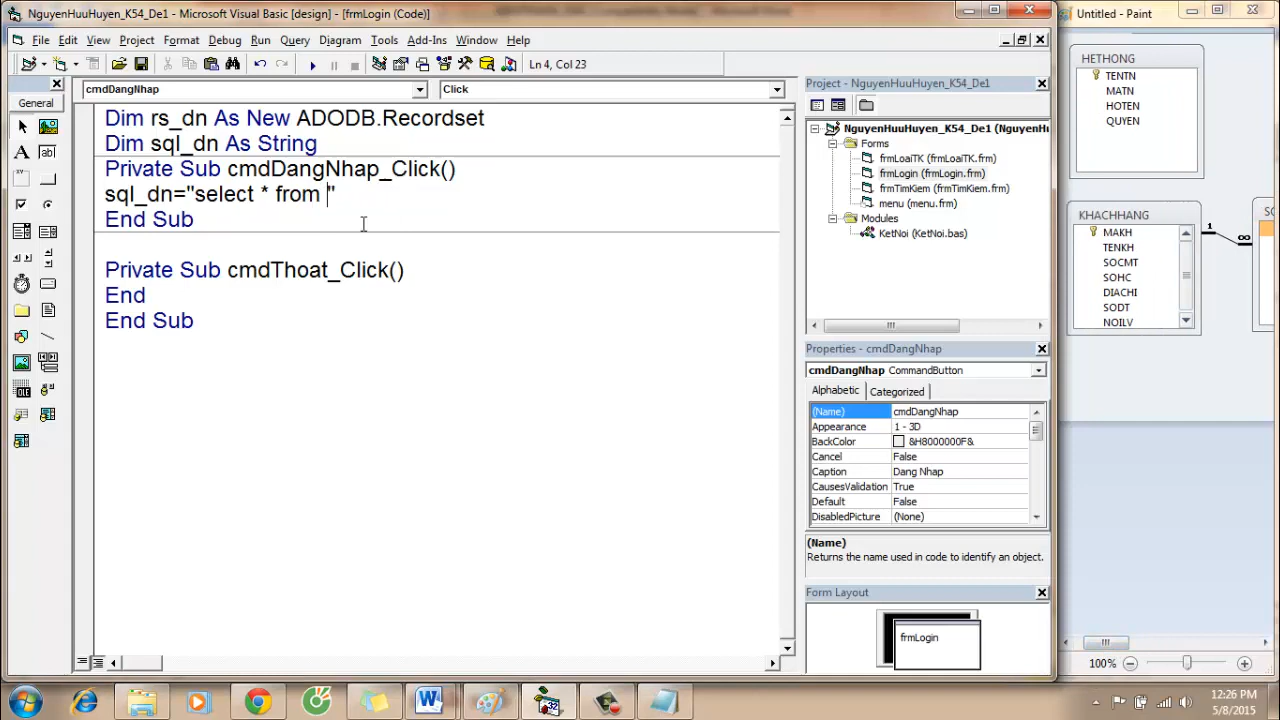 NguyenHuuHuyen_K54_De1 - Microsoft Visual Basic [design] - [frmLogin (Code)]
Untitled - Paint
File Edit View Project Format Debug Run Query Diagram Tools Add-Ins Window Help
Ln 4, Col 23
General
cmdDangNhap
Click
Dim rs_dn As New ADODB.Recordset
Dim sql_dn As String
Private Sub cmdDangNhap_Click()
sql_dn="select * from "
End Sub
Private Sub cmdThoat_Click()
End
End Sub
Project - NguyenHuuHuyen_K54_De1
NguyenHuuHuyen_K54_De1 (NguyenHu
Forms
frmLoaiTK (frmLoaiTK.frm)
frmLogin (frmLogin.frm)
frmTimKiem (frmTimKiem.frm)
menu (menu.frm)
Modules
KetNoi (KetNoi.bas)
Properties - cmdDangNhap
cmdDangNhap CommandButton
Alphabetic Categorized
(Name) cmdDangNhap
Appearance 1 - 3D
BackColor &H8000000F&
Cancel False
Caption Dang Nhap
CausesValidation True
Default False
DisabledPicture (None)
(Name)
Returns the name used in code to identify an object.
Form Layout
frmLogin
HETHONG
TENTN
MATN
HOTEN
QUYEN
KHACHHANG
MAKH
TENKH
SOCMT
SOHC
DIACHI
SODT
NOILV
1
∞
100%
12:26 PM
5/8/2015